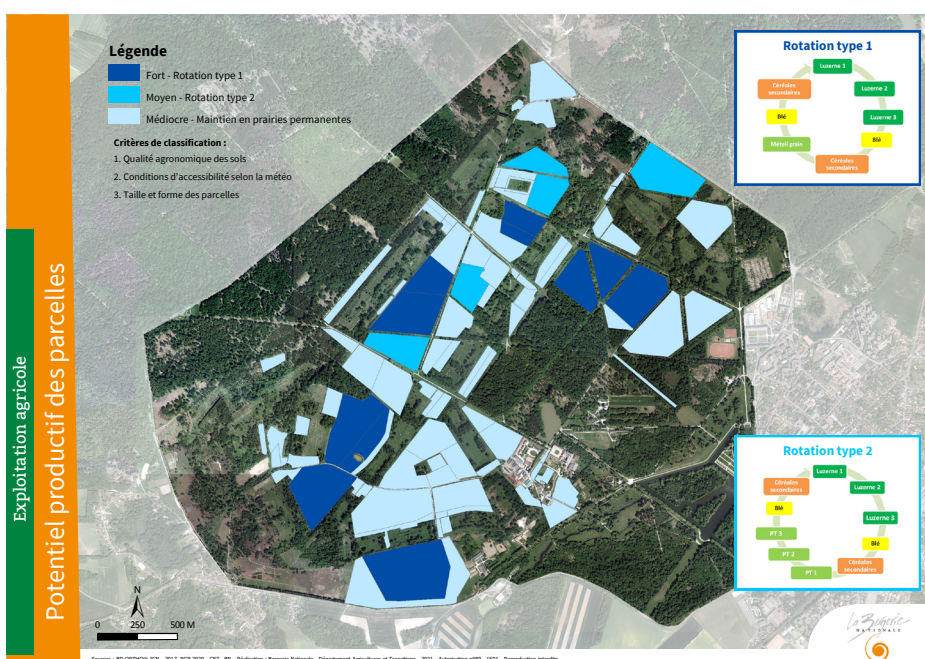 Exploitation agricole
Potentiel productif des parcelles
Légende
Fort - Rotation type 1
Moyen - Rotation type 2
Médiocre - Maintien en prairies permanentes
Critères de classification :
1. Qualité agronomique des sols
2. Conditions d'accessibilité selon la météo
3. Taille et forme des parcelles
Rotation type 1
Luzerne 1
Luzerne 2
Luzerne 3
Blé
Céréales
secondaires
Méteil grain
Blé
Céréales
secondaires
Rotation type 2
Luzerne 1
Luzerne 2
Luzerne 3
Blé
Céréales
secondaires
PT 1
PT 2
PT 3
Blé
Céréales
secondaires
N
0 250 500 M
La Bergerie
NATIONALE